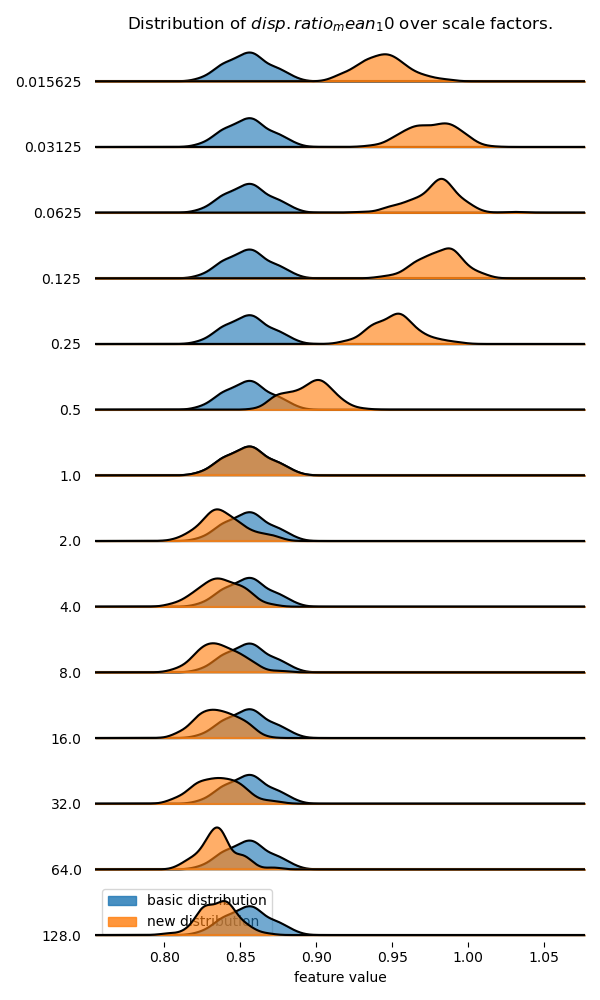 Distribution of disp.ratioₘean₁0 over scale factors.
0.015625
0.03125
0.0625
0.125
0.25
0.5
1.0
2.0
4.0
8.0
16.0
32.0
64.0
basic distribution
new distribution
128.0
0.80 0.85 0.90 0.95 1.00 1.05
feature value